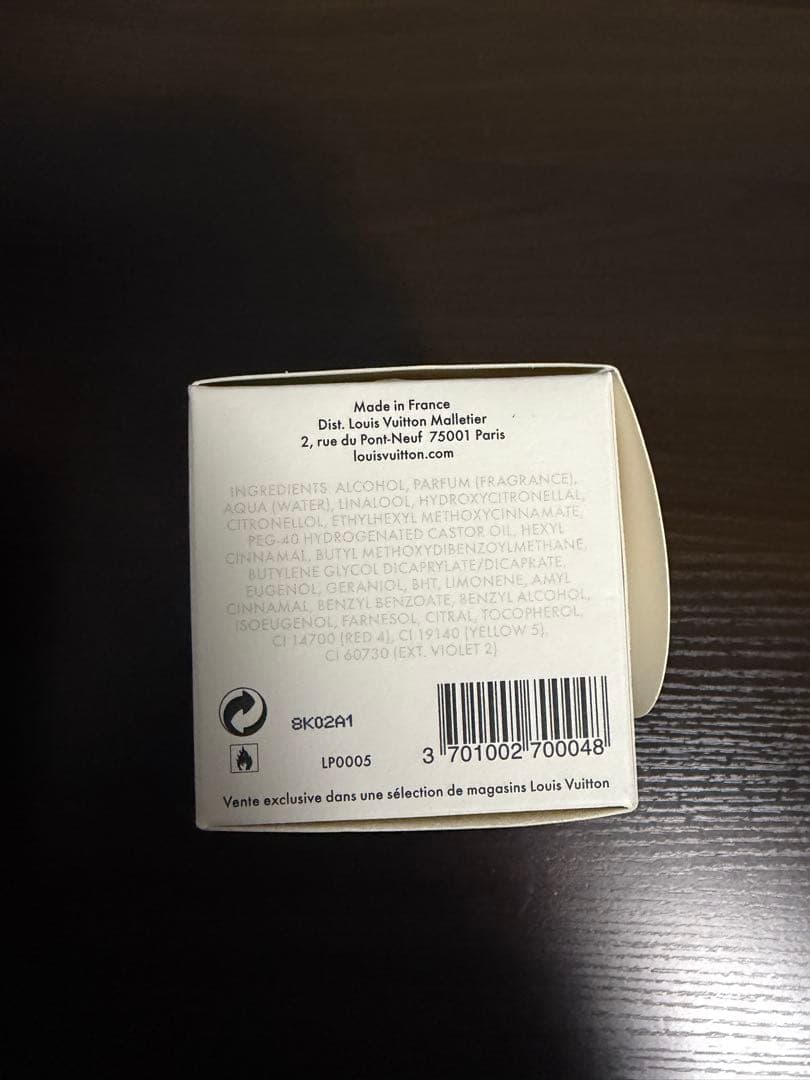 Made in France
Dist. Louis Vuitton Malletier
2, rue du Pont-Neuf 75001 Paris
louisvuitton.com
INGREDIENTS: ALCOHOL, PARFUM (FRAGRANCE),
AQUA (WATER), LINALOOL, HYDROXYCITRONELLAL,
CITRONELLOL, ETHYLHEXYL METHOXYCINNAMATE,
PEG-40 HYDROGENATED CASTOR OIL, HEXYL
CINNAMAL, BUTYL METHOXYDIBENZOYLMETHANE,
BUTYLENE GLYCOL DICAPRYLATE/DICAPRATE,
EUGENOL, GERANIOL, BHT, LIMONENE, AMYL
CINNAMAL, BENZYL BENZOATE, BENZYL ALCOHOL,
ISOEUGENOL, FARNESOL, CITRAL, TOCOPHEROL,
CI 14700 (RED 4), CI 19140 (YELLOW 5),
CI 60730 (EXT. VIOLET 2)
8K02A1
LP0005
3 701002 700048
Vente exclusive dans une sélection de magasins Louis Vuitton